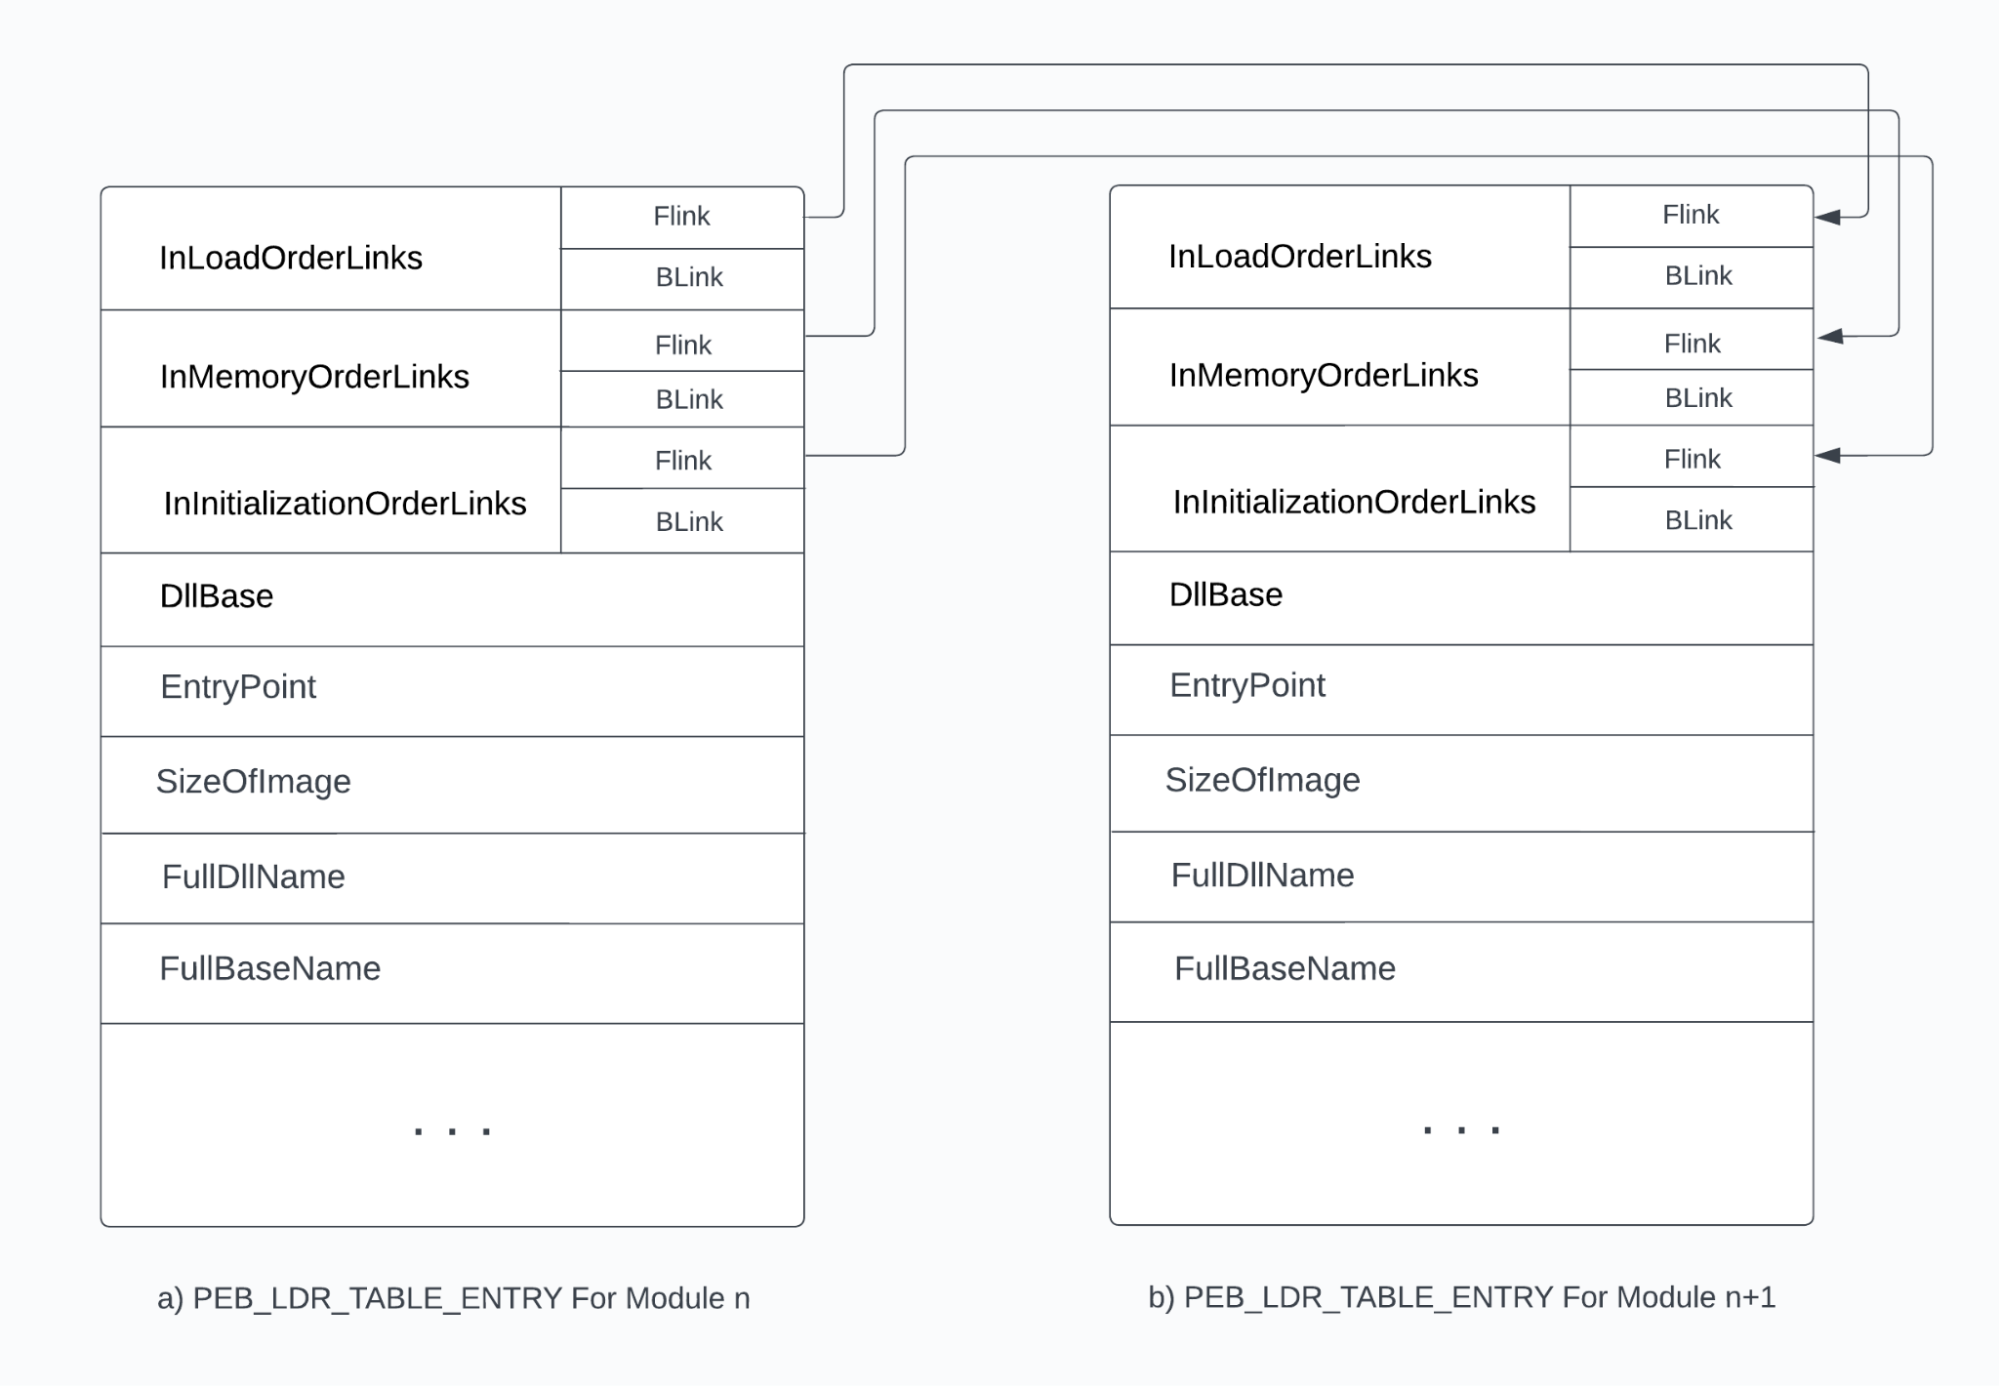 InLoadOrderLinks
Flink
BLink
InMemoryOrderLinks
Flink
BLink
InInitializationOrderLinks
Flink
BLink
DllBase
EntryPoint
SizeOfImage
FullDllName
FullBaseName
. . .
a) PEB_LDR_TABLE_ENTRY For Module n
InLoadOrderLinks
Flink
BLink
InMemoryOrderLinks
Flink
BLink
InInitializationOrderLinks
Flink
BLink
DllBase
EntryPoint
SizeOfImage
FullDllName
FullBaseName
. . .
b) PEB_LDR_TABLE_ENTRY For Module n+1